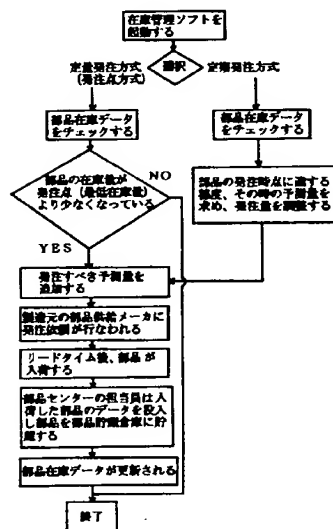 在庫管理ソフトを
起動する
選択
定量発注方式
(発注点方式)
定期発注方式
部品在庫データ
をチェックする
部品在庫データ
をチェックする
部品の在庫後が
発注点(最低在庫後)
より少なくなっている
NO
YES
部品の発注時点に達する
都度、その時の予測量を
求め、発注量を調整する
発注すべき予測量を
追加する
製造元の部品供給メーカに
発注依頼が行なわれる
リードタイム後、部品が
入荷する
部品センターの担当員は入
荷した部品のデータを投入
し部品を部品貯蔵倉庫に貯
蔵する
部品在庫データが更新される
終了